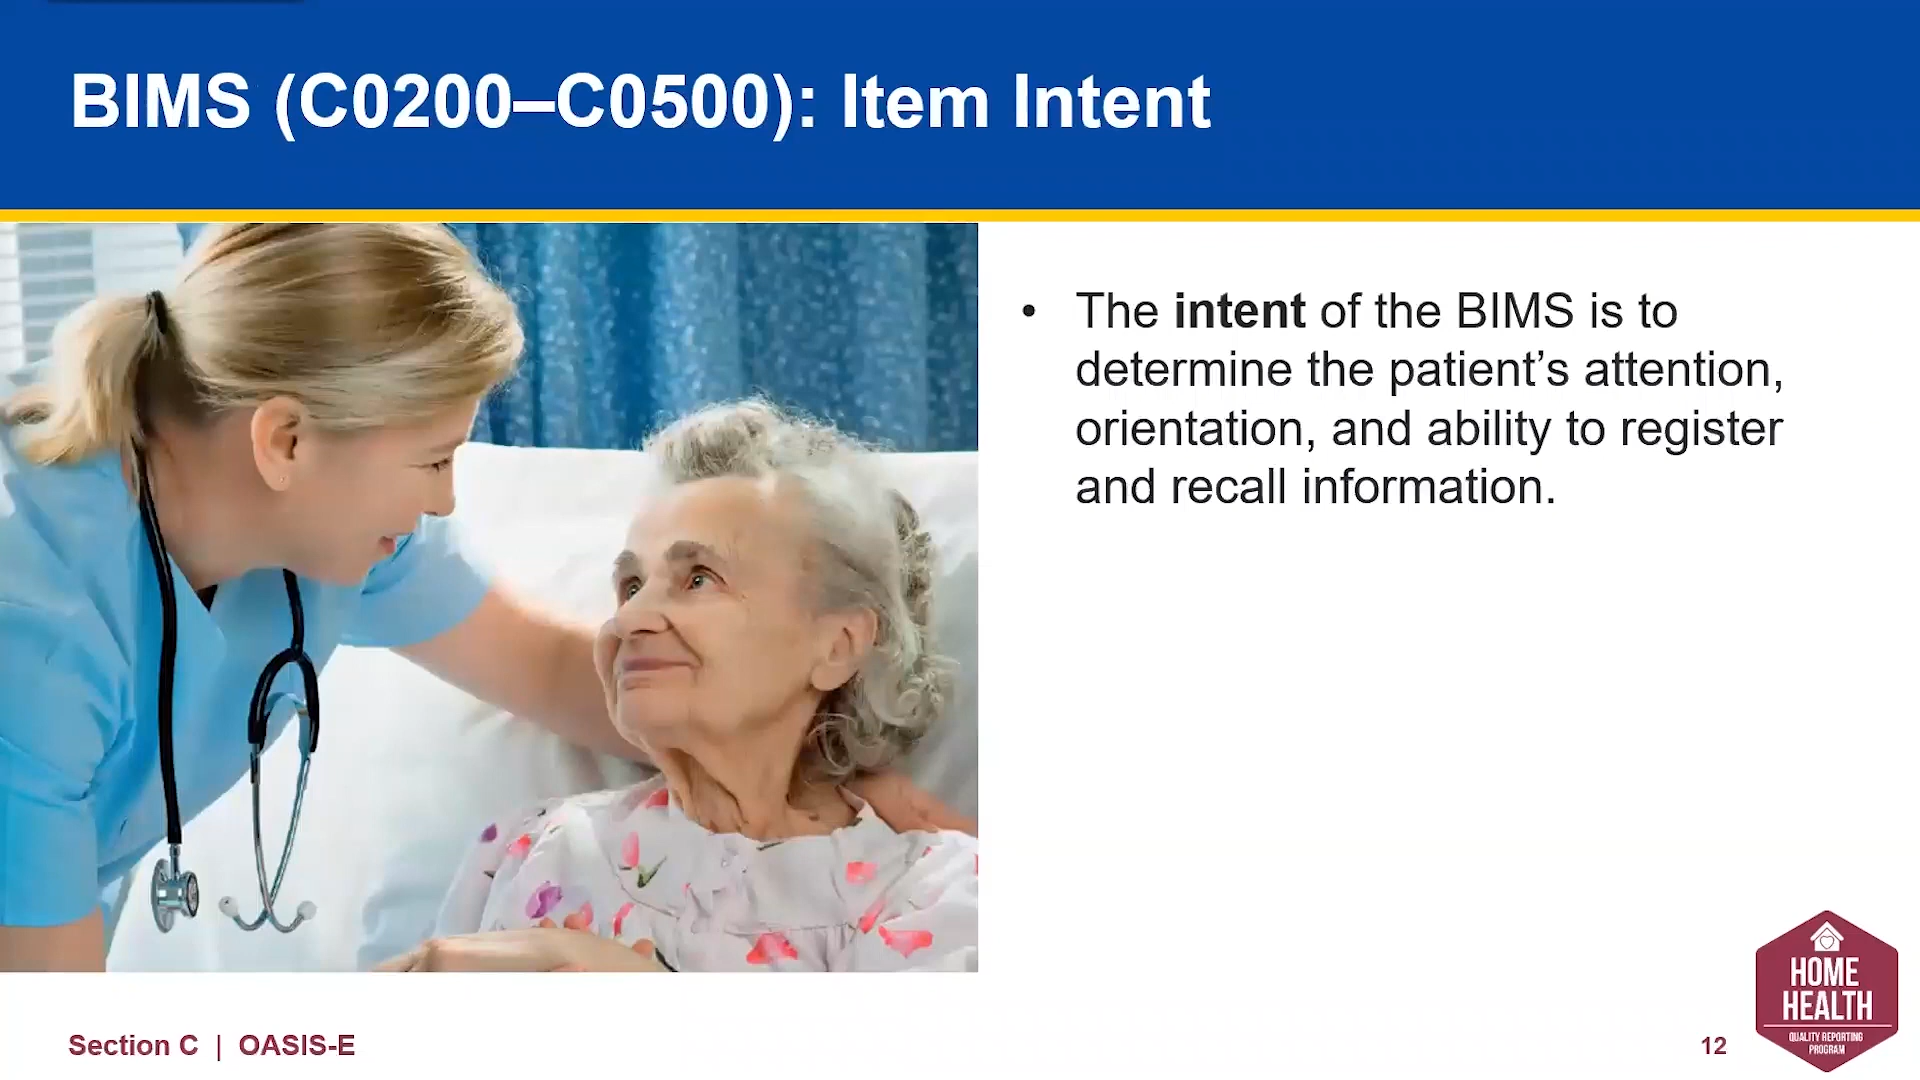 BIMS (C0200–C0500): Item Intent
• The intent of the BIMS is to
determine the patient’s attention,
orientation, and ability to register
and recall information.
Section C | OASIS-E
12
HOME
HEALTH
QUALITY REPORTING
PROGRAM